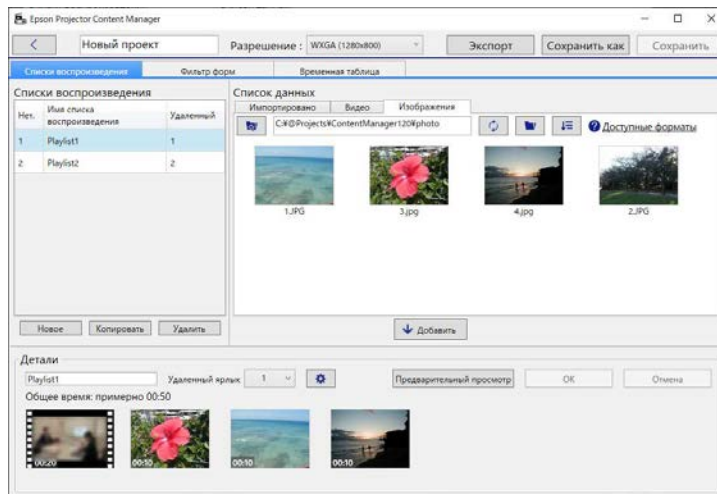 Epson Projector Content Manager
Новый проект
Разрешение :
WXGA (1280x800)
Экспорт
Сохранить как
Сохранить
Списки воспроизведения
Фильтр форм
Временная таблица
Списки воспроизведения
Нет.
Имя списка
воспроизведения
Удаленный
1
Playlist1
1
2
Playlist2
2
Новое
Копировать
Удалить
Список данных
Импортировано
Видео
Изображения
C:¥@Projects¥ContentManager120¥photo
Доступные форматы
1.JPG
3.jpg
4.jpg
2.JPG
Добавить
Детали
Playlist1
Удаленный ярлык
1
Предварительный просмотр
OK
Отмена
Общее время: примерно 00:50
00:20
00:10
00:10
00:10